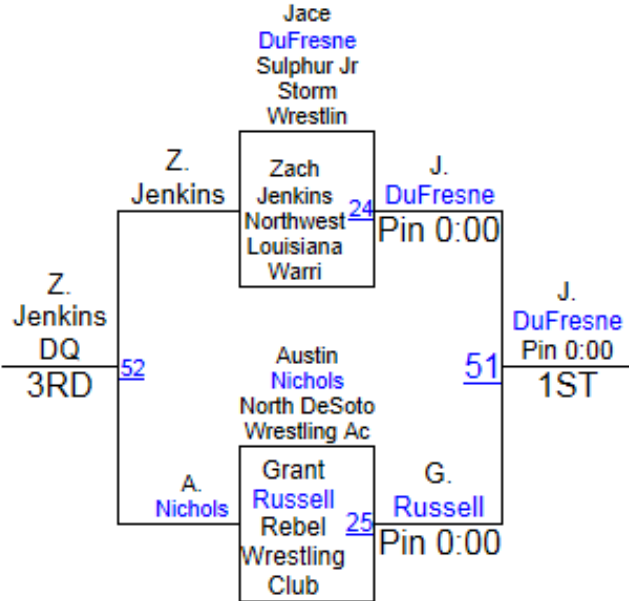 Jace
DuFresne
Sulphur Jr
Storm
Wrestlin
Z.
Jenkins
Zach
Jenkins
Northwest
Louisiana
Warri
24
J.
DuFresne
Pin 0:00
Z.
Jenkins
DQ
3RD
52
J.
DuFresne
Pin 0:00
1ST
51
Austin
Nichols
North DeSoto
Wrestling Ac
A.
Nichols
Grant
Russell
Rebel
Wrestling
Club
25
G.
Russell
Pin 0:00